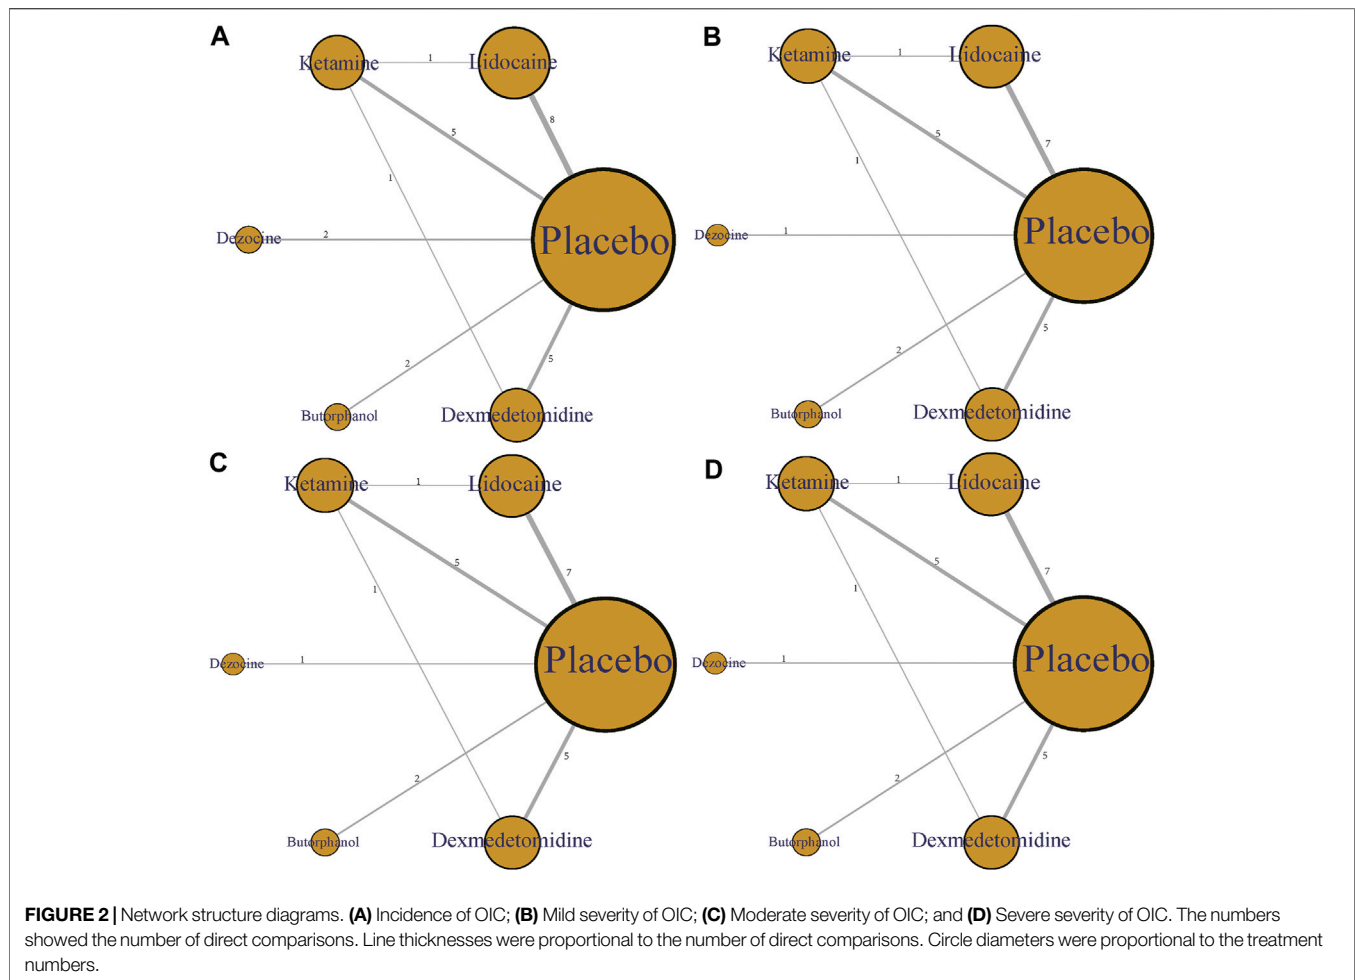 A
Ketamine
1
Lidocaine
8
5
1
Dezocine
2
Placebo
2
5
Butorphanol
Dexmedetomidine
B
Ketamine
1
Lidocaine
7
5
1
Dezocine
1
Placebo
2
5
Butorphanol
Dexmedetomidine
C
Ketamine
1
Lidocaine
7
5
1
Dezocine
1
Placebo
2
5
Butorphanol
Dexmedetomidine
D
Ketamine
1
Lidocaine
7
5
1
Dezocine
1
Placebo
2
5
Butorphanol
Dexmedetomidine
FIGURE 2 | Network structure diagrams. (A) Incidence of OIC; (B) Mild severity of OIC; (C) Moderate severity of OIC; and (D) Severe severity of OIC. The numbers
showed the number of direct comparisons. Line thicknesses were proportional to the number of direct comparisons. Circle diameters were proportional to the treatment
numbers.